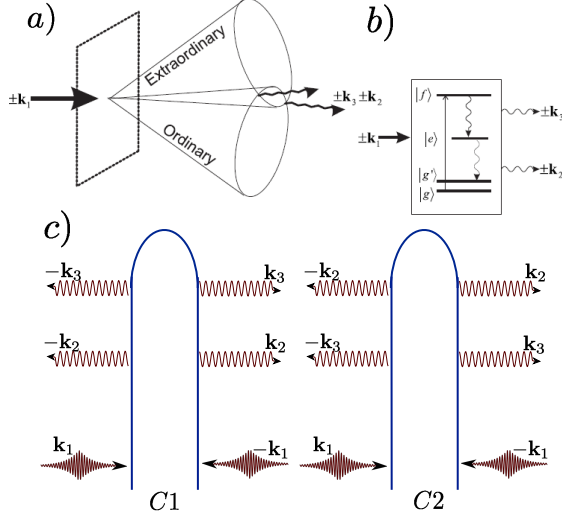 a)
b)
Extraordinary
Ordinary
±k₁
±k₃ ±k₂
|f⟩
|e⟩
|g'⟩
|g⟩
±k₁
±k₃
±k₂
c)
−k₃ k₃ −k₂ k₂
−k₂ k₂ −k₃ k₃
k₁ −k₁ k₁ −k₁
C1 C2